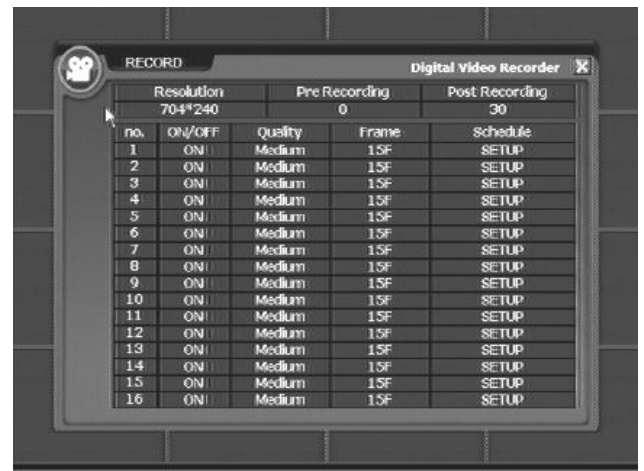 RECORD
Digital Video Recorder X
Resolution Pre Recording Post Recording
704*240 0 30
no. ON/OFF Quality Frame Schedule
1 ON Medium 15F SETUP
2 ON Medium 15F SETUP
3 ON Medium 15F SETUP
4 ON Medium 15F SETUP
5 ON Medium 15F SETUP
6 ON Medium 15F SETUP
7 ON Medium 15F SETUP
8 ON Medium 15F SETUP
9 ON Medium 15F SETUP
10 ON Medium 15F SETUP
11 ON Medium 15F SETUP
12 ON Medium 15F SETUP
13 ON Medium 15F SETUP
14 ON Medium 15F SETUP
15 ON Medium 15F SETUP
16 ON Medium 15F SETUP